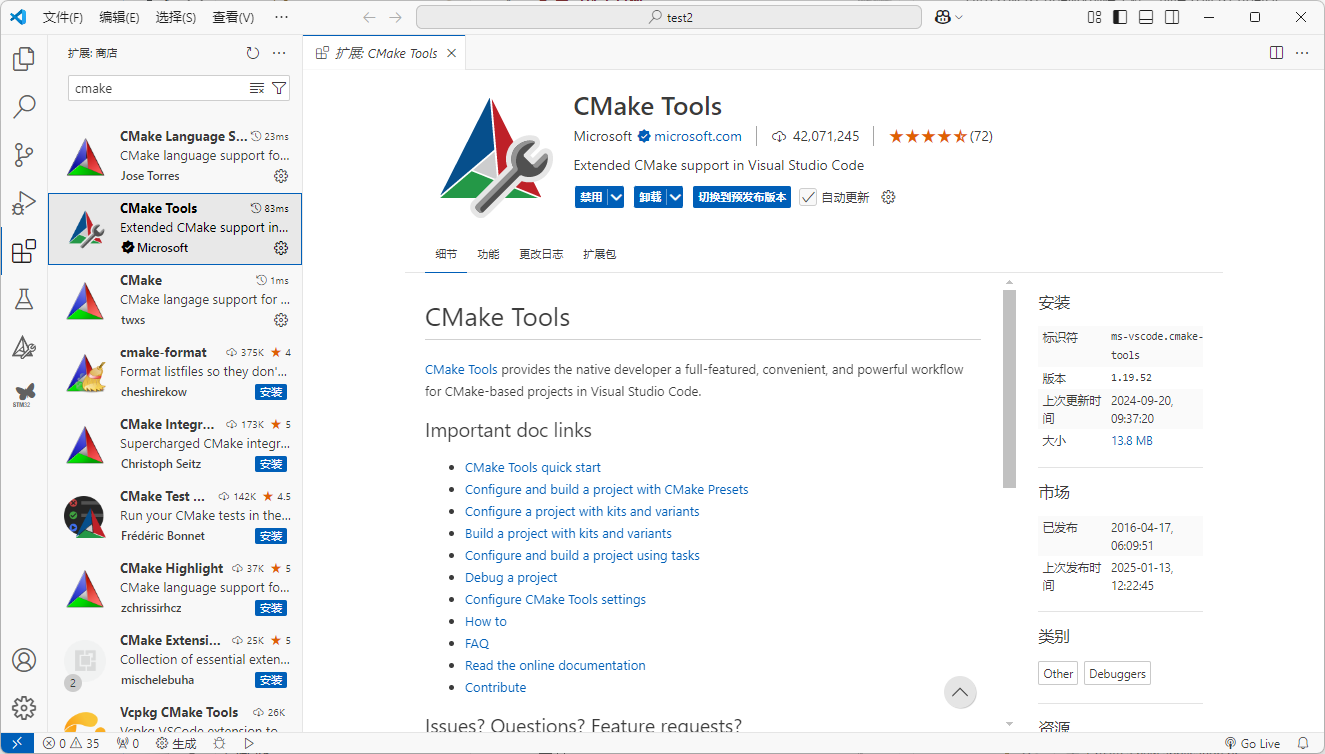 文件(F) 编辑(E) 选择(S) 查看(V) ··· test2
扩展: 商店
cmake
CMake Language S... 23ms
CMake language support fo...
Jose Torres
CMake Tools 83ms
Extended CMake support in...
Microsoft
CMake 1ms
CMake langage support for ...
twxs
cmake-format 375K ★ 4
Format listfiles so they don'...
cheshirekow 安装
CMake Integr... 173K ★ 5
Supercharged CMake integr...
Christoph Seitz 安装
CMake Test ... 142K ★ 4.5
Run your CMake tests in the...
Frédéric Bonnet 安装
CMake Highlight 37K ★ 5
CMake language support fo...
zchrissirhcz 安装
CMake Extensi... 25K ★ 5
Collection of essential exten...
mischelebuha 安装
2
Vcpkg CMake Tools 26K
Vcpkg VSCode extension to
STM32
扩展: CMake Tools
CMake Tools
Microsoft microsoft.com 42,071,245 (72)
Extended CMake support in Visual Studio Code
禁用 卸载 切换到预发布版本 自动更新
细节 功能 更改日志 扩展包
CMake Tools
CMake Tools provides the native developer a full-featured, convenient, and powerful workflow
for CMake-based projects in Visual Studio Code.
Important doc links
• CMake Tools quick start
• Configure and build a project with CMake Presets
• Configure a project with kits and variants
• Build a project with kits and variants
• Configure and build a project using tasks
• Debug a project
• Configure CMake Tools settings
• How to
• FAQ
• Read the online documentation
• Contribute
Issues? Questions? Feature requests?
安装
标识符 ms-vscode.cmake-
tools
版本 1.19.52
上次更新时 2024-09-20,
间 09:37:20
大小 13.8 MB
市场
已发布 2016-04-17,
06:09:51
上次发布时 2025-01-13,
间 12:22:45
类别
Other Debuggers
资源
0 35 0 生成 Go Live